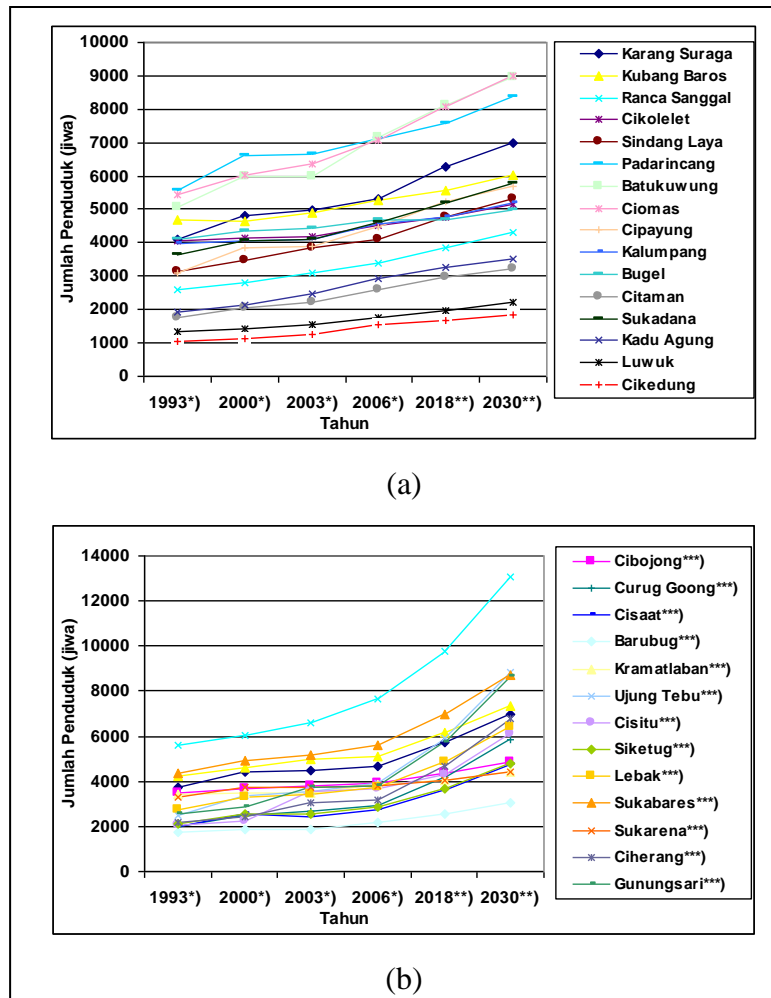 10000
9000
8000
7000
6000
5000
4000
3000
2000
1000
0
Jumlah Penduduk (jiwa)
1993*) 2000*) 2003*) 2006*) 2018**) 2030**)
Tahun
Karang Suraga
Kubang Baros
Ranca Sanggal
Cikolelet
Sindang Laya
Padarincang
Batukuwung
Ciomas
Cipayung
Kalumpang
Bugel
Citaman
Sukadana
Kadu Agung
Luwuk
Cikedung
(a)
14000
12000
10000
8000
6000
4000
2000
0
Jumlah Penduduk (jiwa)
1993*) 2000*) 2003*) 2006*) 2018**) 2030**)
Tahun
Cibojong***)
Curug Goong***)
Cisaat***)
Barubug***)
Kramatlaban***)
Ujung Tebu***)
Cisitu***)
Siketug***)
Lebak***)
Sukabares***)
Sukarena***)
Ciherang***)
Gunungsari***)
(b)